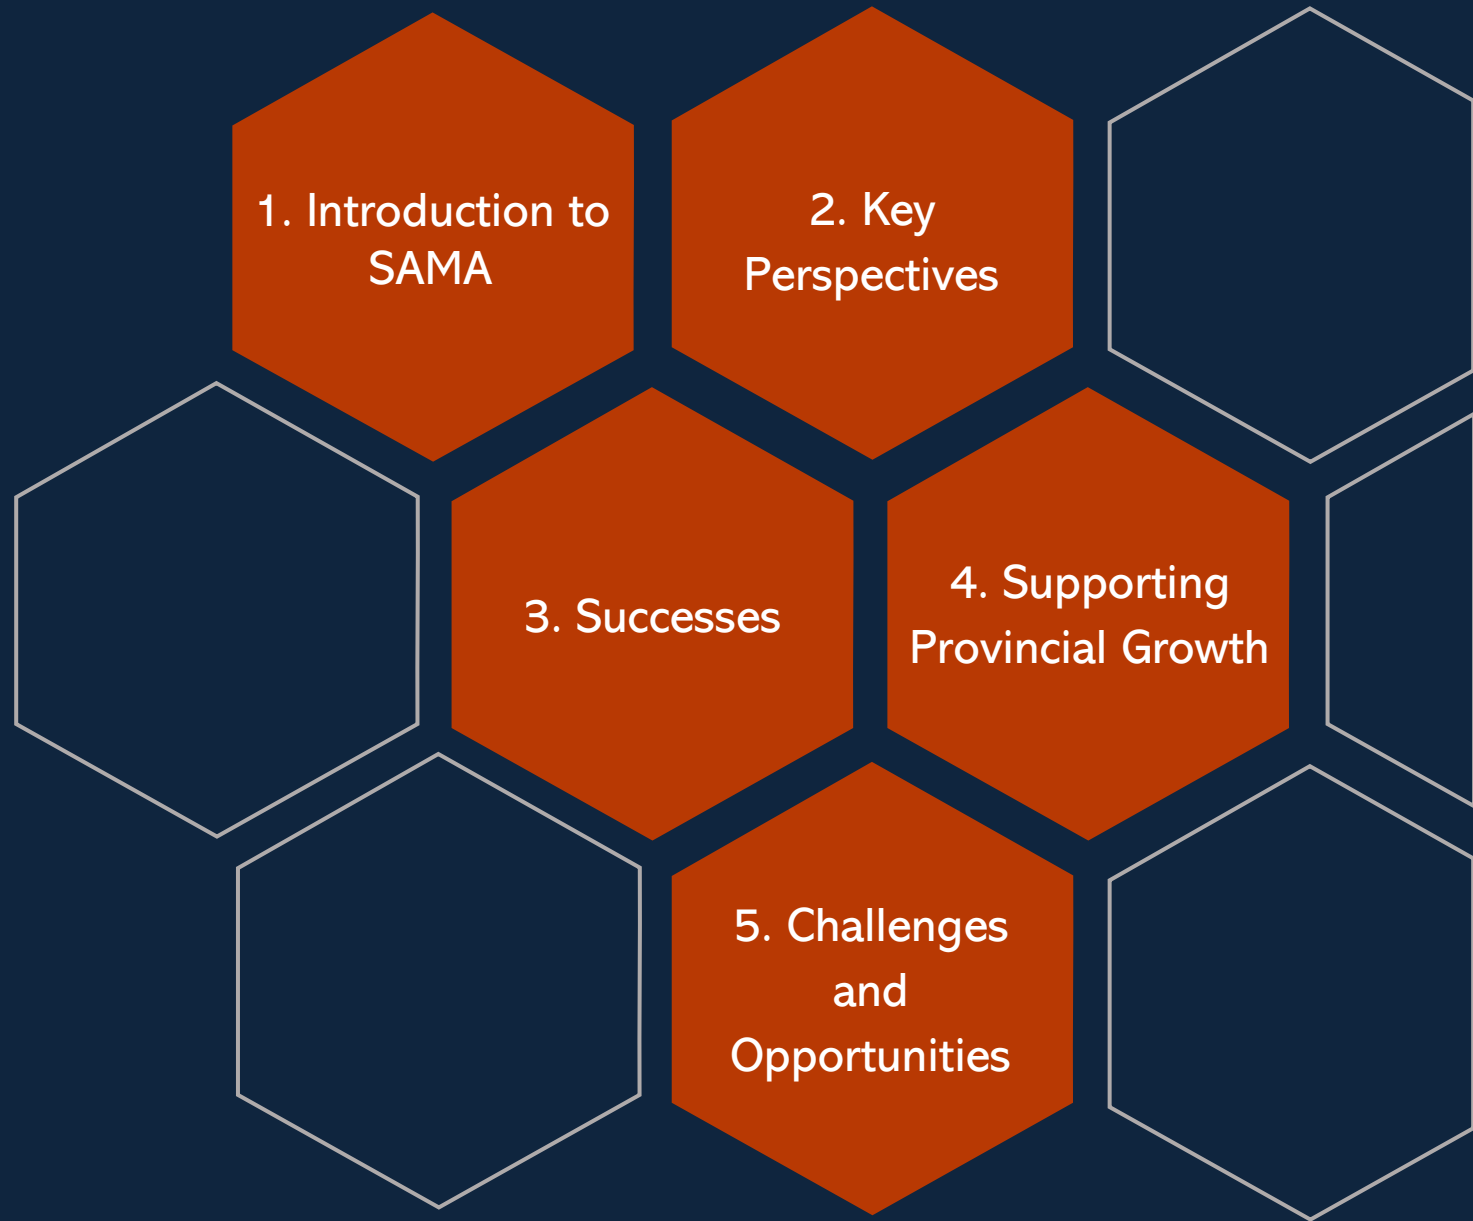 1. Introduction to
SAMA
2. Key
Perspectives
3. Successes
4. Supporting
Provincial Growth
5. Challenges
and
Opportunities